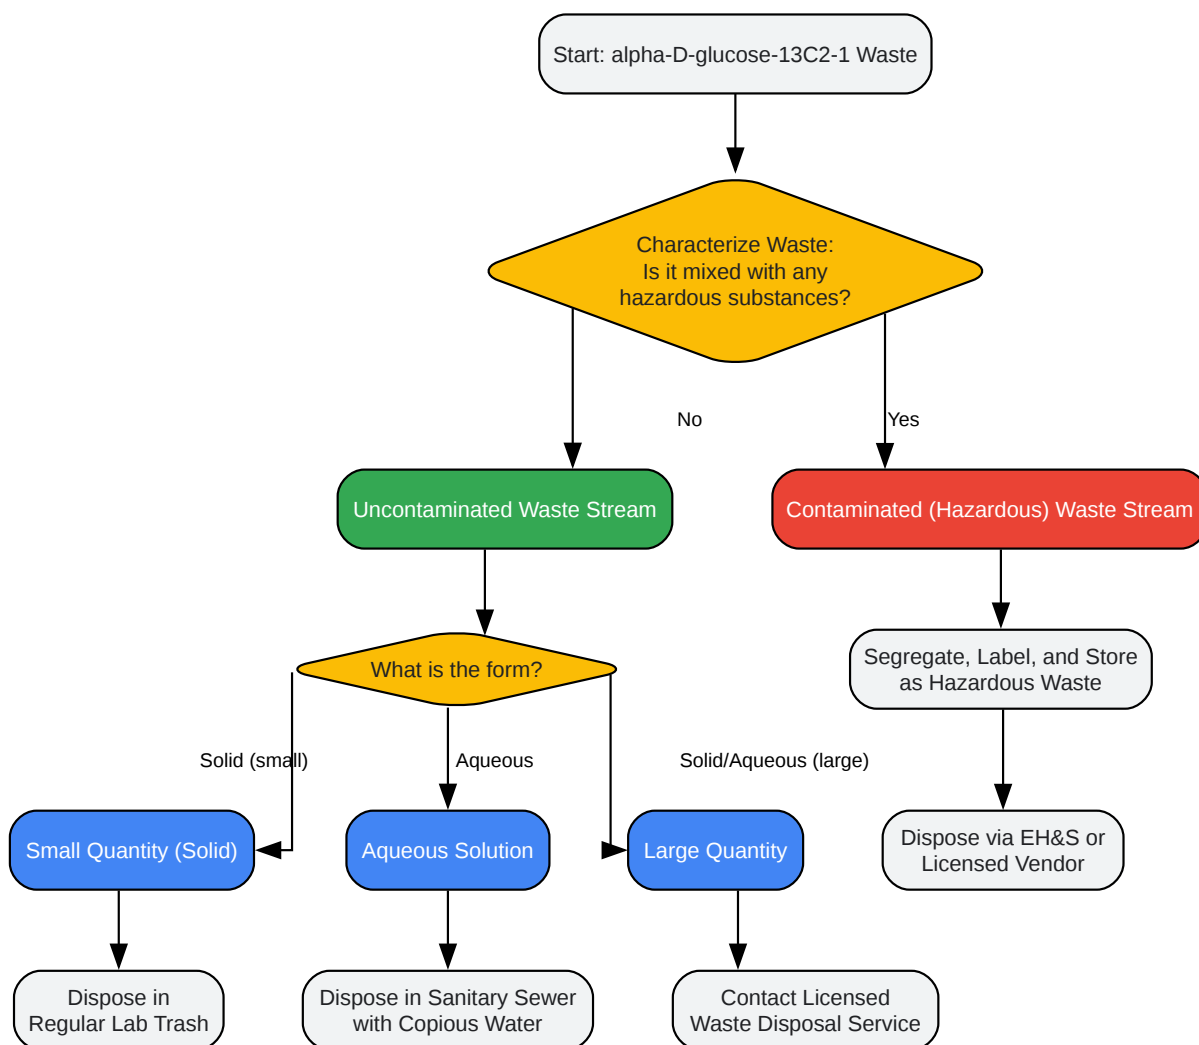 Start: alpha-D-glucose-13C2-1 Waste
Characterize Waste:
Is it mixed with any
hazardous substances?
No
Yes
Uncontaminated Waste Stream
Contaminated (Hazardous) Waste Stream
What is the form?
Segregate, Label, and Store
as Hazardous Waste
Solid (small)
Aqueous
Solid/Aqueous (large)
Small Quantity (Solid)
Aqueous Solution
Large Quantity
Dispose via EH&S or
Licensed Vendor
Dispose in
Regular Lab Trash
Dispose in Sanitary Sewer
with Copious Water
Contact Licensed
Waste Disposal Service